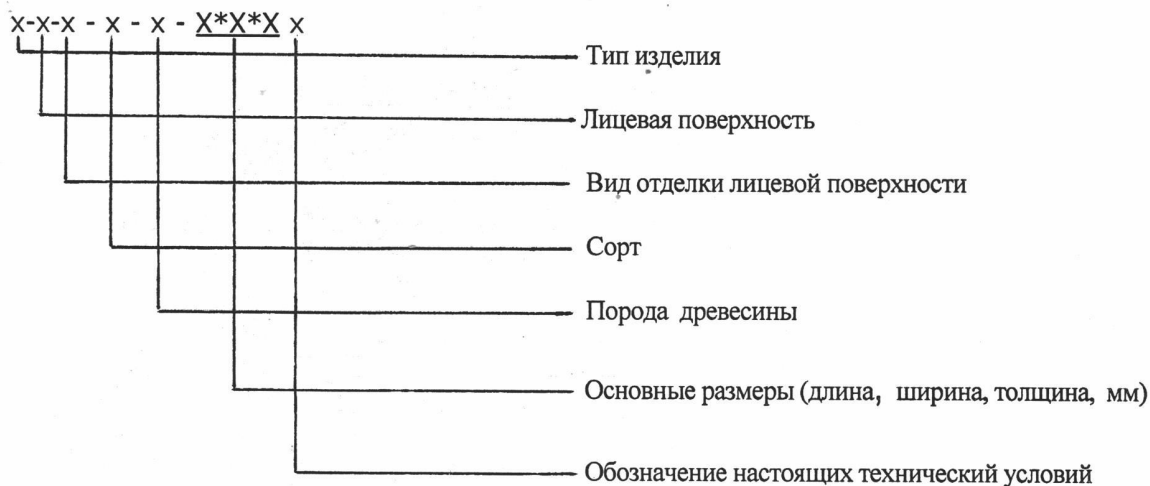 x-x-x - x - x - X*X*X x
Тип изделия
Лицевая поверхность
Вид отделки лицевой поверхности
Сорт
Порода древесины
Основные размеры (длина, ширина, толщина, мм)
Обозначение настоящих технический условий